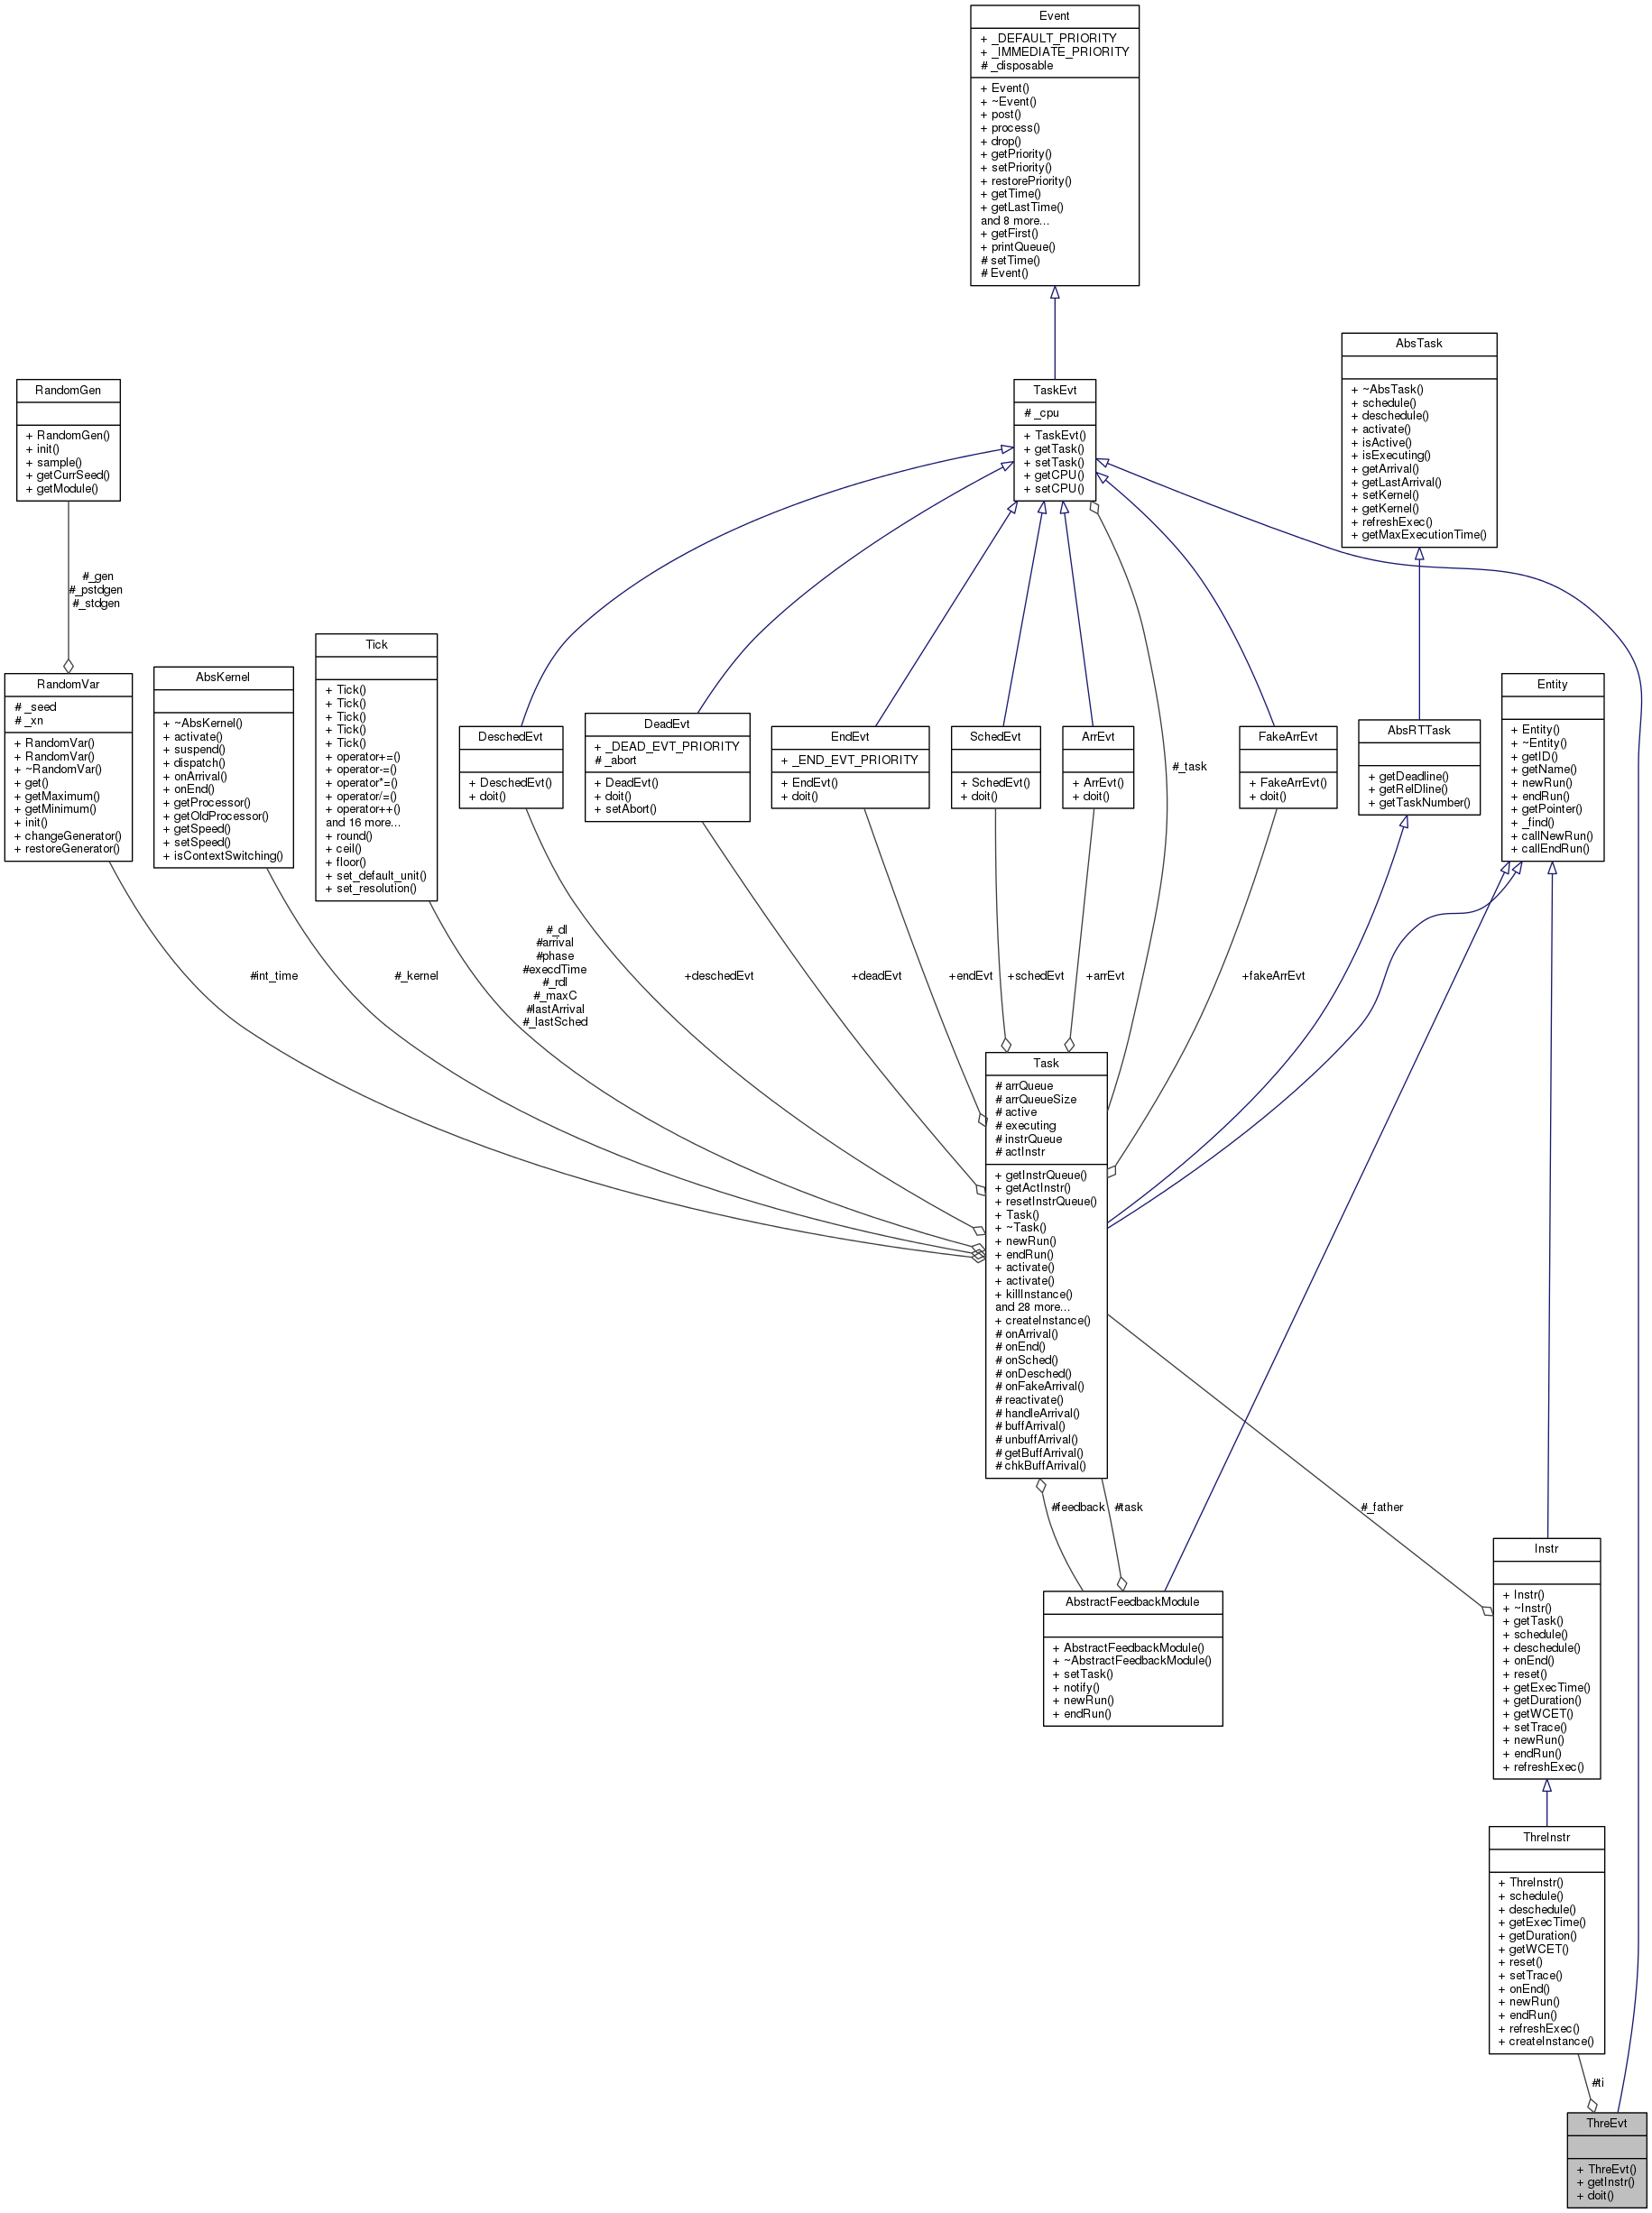 Event
+ _DEFAULT_PRIORITY
+ _IMMEDIATE_PRIORITY
# _disposable
+ Event()
+ ~Event()
+ post()
+ process()
+ drop()
+ getPriority()
+ setPriority()
+ restorePriority()
+ getTime()
+ getLastTime()
and 8 more...
+ getFirst()
+ printQueue()
# setTime()
# Event()
AbsTask
+ ~AbsTask()
+ schedule()
+ deschedule()
+ activate()
+ isActive()
+ isExecuting()
+ getArrival()
+ getLastArrival()
+ setKernel()
+ getKernel()
+ refreshExec()
+ getMaxExecutionTime()
RandomGen
+ RandomGen()
+ init()
+ sample()
+ getCurrSeed()
+ getModule()
TaskEvt
# _cpu
+ TaskEvt()
+ getTask()
+ setTask()
+ getCPU()
+ setCPU()
#_gen
#_pstdgen
#_stdgen
RandomVar
# _seed
# _xn
+ RandomVar()
+ RandomVar()
+ ~RandomVar()
+ get()
+ getMaximum()
+ getMinimum()
+ init()
+ changeGenerator()
+ restoreGenerator()
AbsKernel
+ ~AbsKernel()
+ activate()
+ suspend()
+ dispatch()
+ onArrival()
+ onEnd()
+ getProcessor()
+ getOldProcessor()
+ getSpeed()
+ setSpeed()
+ isContextSwitching()
Tick
+ Tick()
+ Tick()
+ Tick()
+ Tick()
+ Tick()
+ operator+=()
+ operator-=()
+ operator*=()
+ operator/=()
+ operator++()
and 16 more...
+ round()
+ ceil()
+ floor()
+ set_default_unit()
+ set_resolution()
DeschedEvt
+ DeschedEvt()
+ doit()
DeadEvt
+ _DEAD_EVT_PRIORITY
# _abort
+ DeadEvt()
+ doit()
+ setAbort()
EndEvt
+ _END_EVT_PRIORITY
+ EndEvt()
+ doit()
SchedEvt
+ SchedEvt()
+ doit()
ArrEvt
+ ArrEvt()
+ doit()
#_task
FakeArrEvt
+ FakeArrEvt()
+ doit()
AbsRTTask
+ getDeadline()
+ getRelDline()
+ getTaskNumber()
Entity
+ Entity()
+ ~Entity()
+ getID()
+ getName()
+ newRun()
+ endRun()
+ getPointer()
+ _find()
+ callNewRun()
+ callEndRun()
#int_time
#_kernel
#_dl
#arrival
#phase
#execdTime
#_rdl
#_maxC
#lastArrival
#_lastSched
+deschedEvt
+deadEvt
+endEvt
+schedEvt
+arrEvt
+fakeArrEvt
Task
# arrQueue
# arrQueueSize
# active
# executing
# instrQueue
# actInstr
+ getInstrQueue()
+ getActInstr()
+ resetInstrQueue()
+ Task()
+ ~Task()
+ newRun()
+ endRun()
+ activate()
+ activate()
+ killInstance()
and 28 more...
+ createInstance()
# onArrival()
# onEnd()
# onSched()
# onDesched()
# onFakeArrival()
# reactivate()
# handleArrival()
# buffArrival()
# unbuffArrival()
# getBuffArrival()
# chkBuffArrival()
#feedback
#task
#_father
AbstractFeedbackModule
+ AbstractFeedbackModule()
+ ~AbstractFeedbackModule()
+ setTask()
+ notify()
+ newRun()
+ endRun()
Instr
+ Instr()
+ ~Instr()
+ getTask()
+ schedule()
+ deschedule()
+ onEnd()
+ reset()
+ getExecTime()
+ getDuration()
+ getWCET()
+ setTrace()
+ newRun()
+ endRun()
+ refreshExec()
ThreInstr
+ ThreInstr()
+ schedule()
+ deschedule()
+ getExecTime()
+ getDuration()
+ getWCET()
+ reset()
+ setTrace()
+ onEnd()
+ newRun()
+ endRun()
+ refreshExec()
+ createInstance()
#ti
ThreEvt
+ ThreEvt()
+ getInstr()
+ doit()